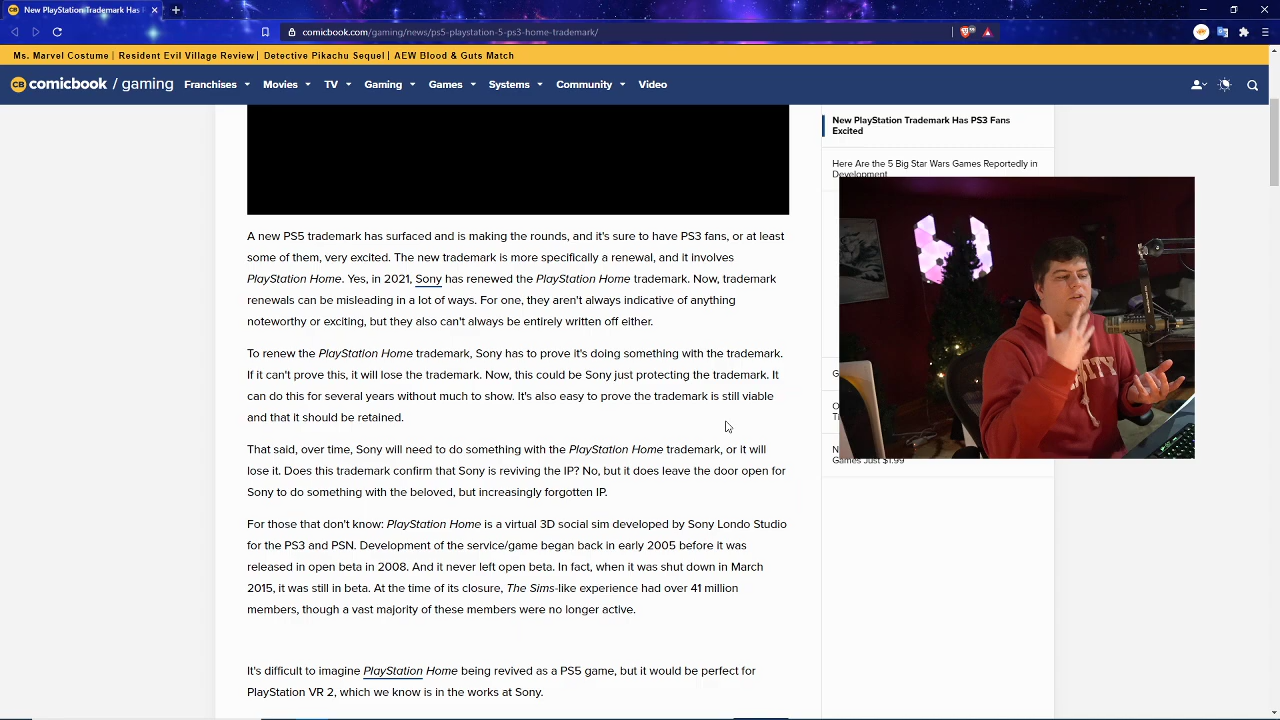 New PlayStation Trademark Has
comicbook.com/gaming/news/ps5-playstation-5-ps3-home-trademark/
Ms. Marvel Costume | Resident Evil Village Review | Detective Pikachu Sequel | AEW Blood & Guts Match
CB comicbook / gaming Franchises Movies TV Gaming Games Systems Community Video
A new PS5 trademark has surfaced and is making the rounds, and it's sure to have PS3 fans, or at least
some of them, very excited. The new trademark is more specifically a renewal, and it involves
PlayStation Home. Yes, in 2021, Sony has renewed the PlayStation Home trademark. Now, trademark
renewals can be misleading in a lot of ways. For one, they aren't always indicative of anything
noteworthy or exciting, but they also can't always be entirely written off either.
To renew the PlayStation Home trademark, Sony has to prove it's doing something with the trademark.
If it can't prove this, it will lose the trademark. Now, this could be Sony just protecting the trademark. It
can do this for several years without much to show. It's also easy to prove the trademark is still viable
and that it should be retained.
That said, over time, Sony will need to do something with the PlayStation Home trademark, or it will
lose it. Does this trademark confirm that Sony is reviving the IP? No, but it does leave the door open for
Sony to do something with the beloved, but increasingly forgotten IP.
For those that don't know: PlayStation Home is a virtual 3D social sim developed by Sony Londo Studio
for the PS3 and PSN. Development of the service/game began back in early 2005 before it was
released in open beta in 2008. And it never left open beta. In fact, when it was shut down in March
2015, it was still in beta. At the time of its closure, The Sims-like experience had over 41 million
members, though a vast majority of these members were no longer active.
It's difficult to imagine PlayStation Home being revived as a PS5 game, but it would be perfect for
PlayStation VR 2, which we know is in the works at Sony.
New PlayStation Trademark Has PS3 Fans
Excited
Here Are the 5 Big Star Wars Games Reportedly in
Development
G
O
T
N
Games Just $1.99